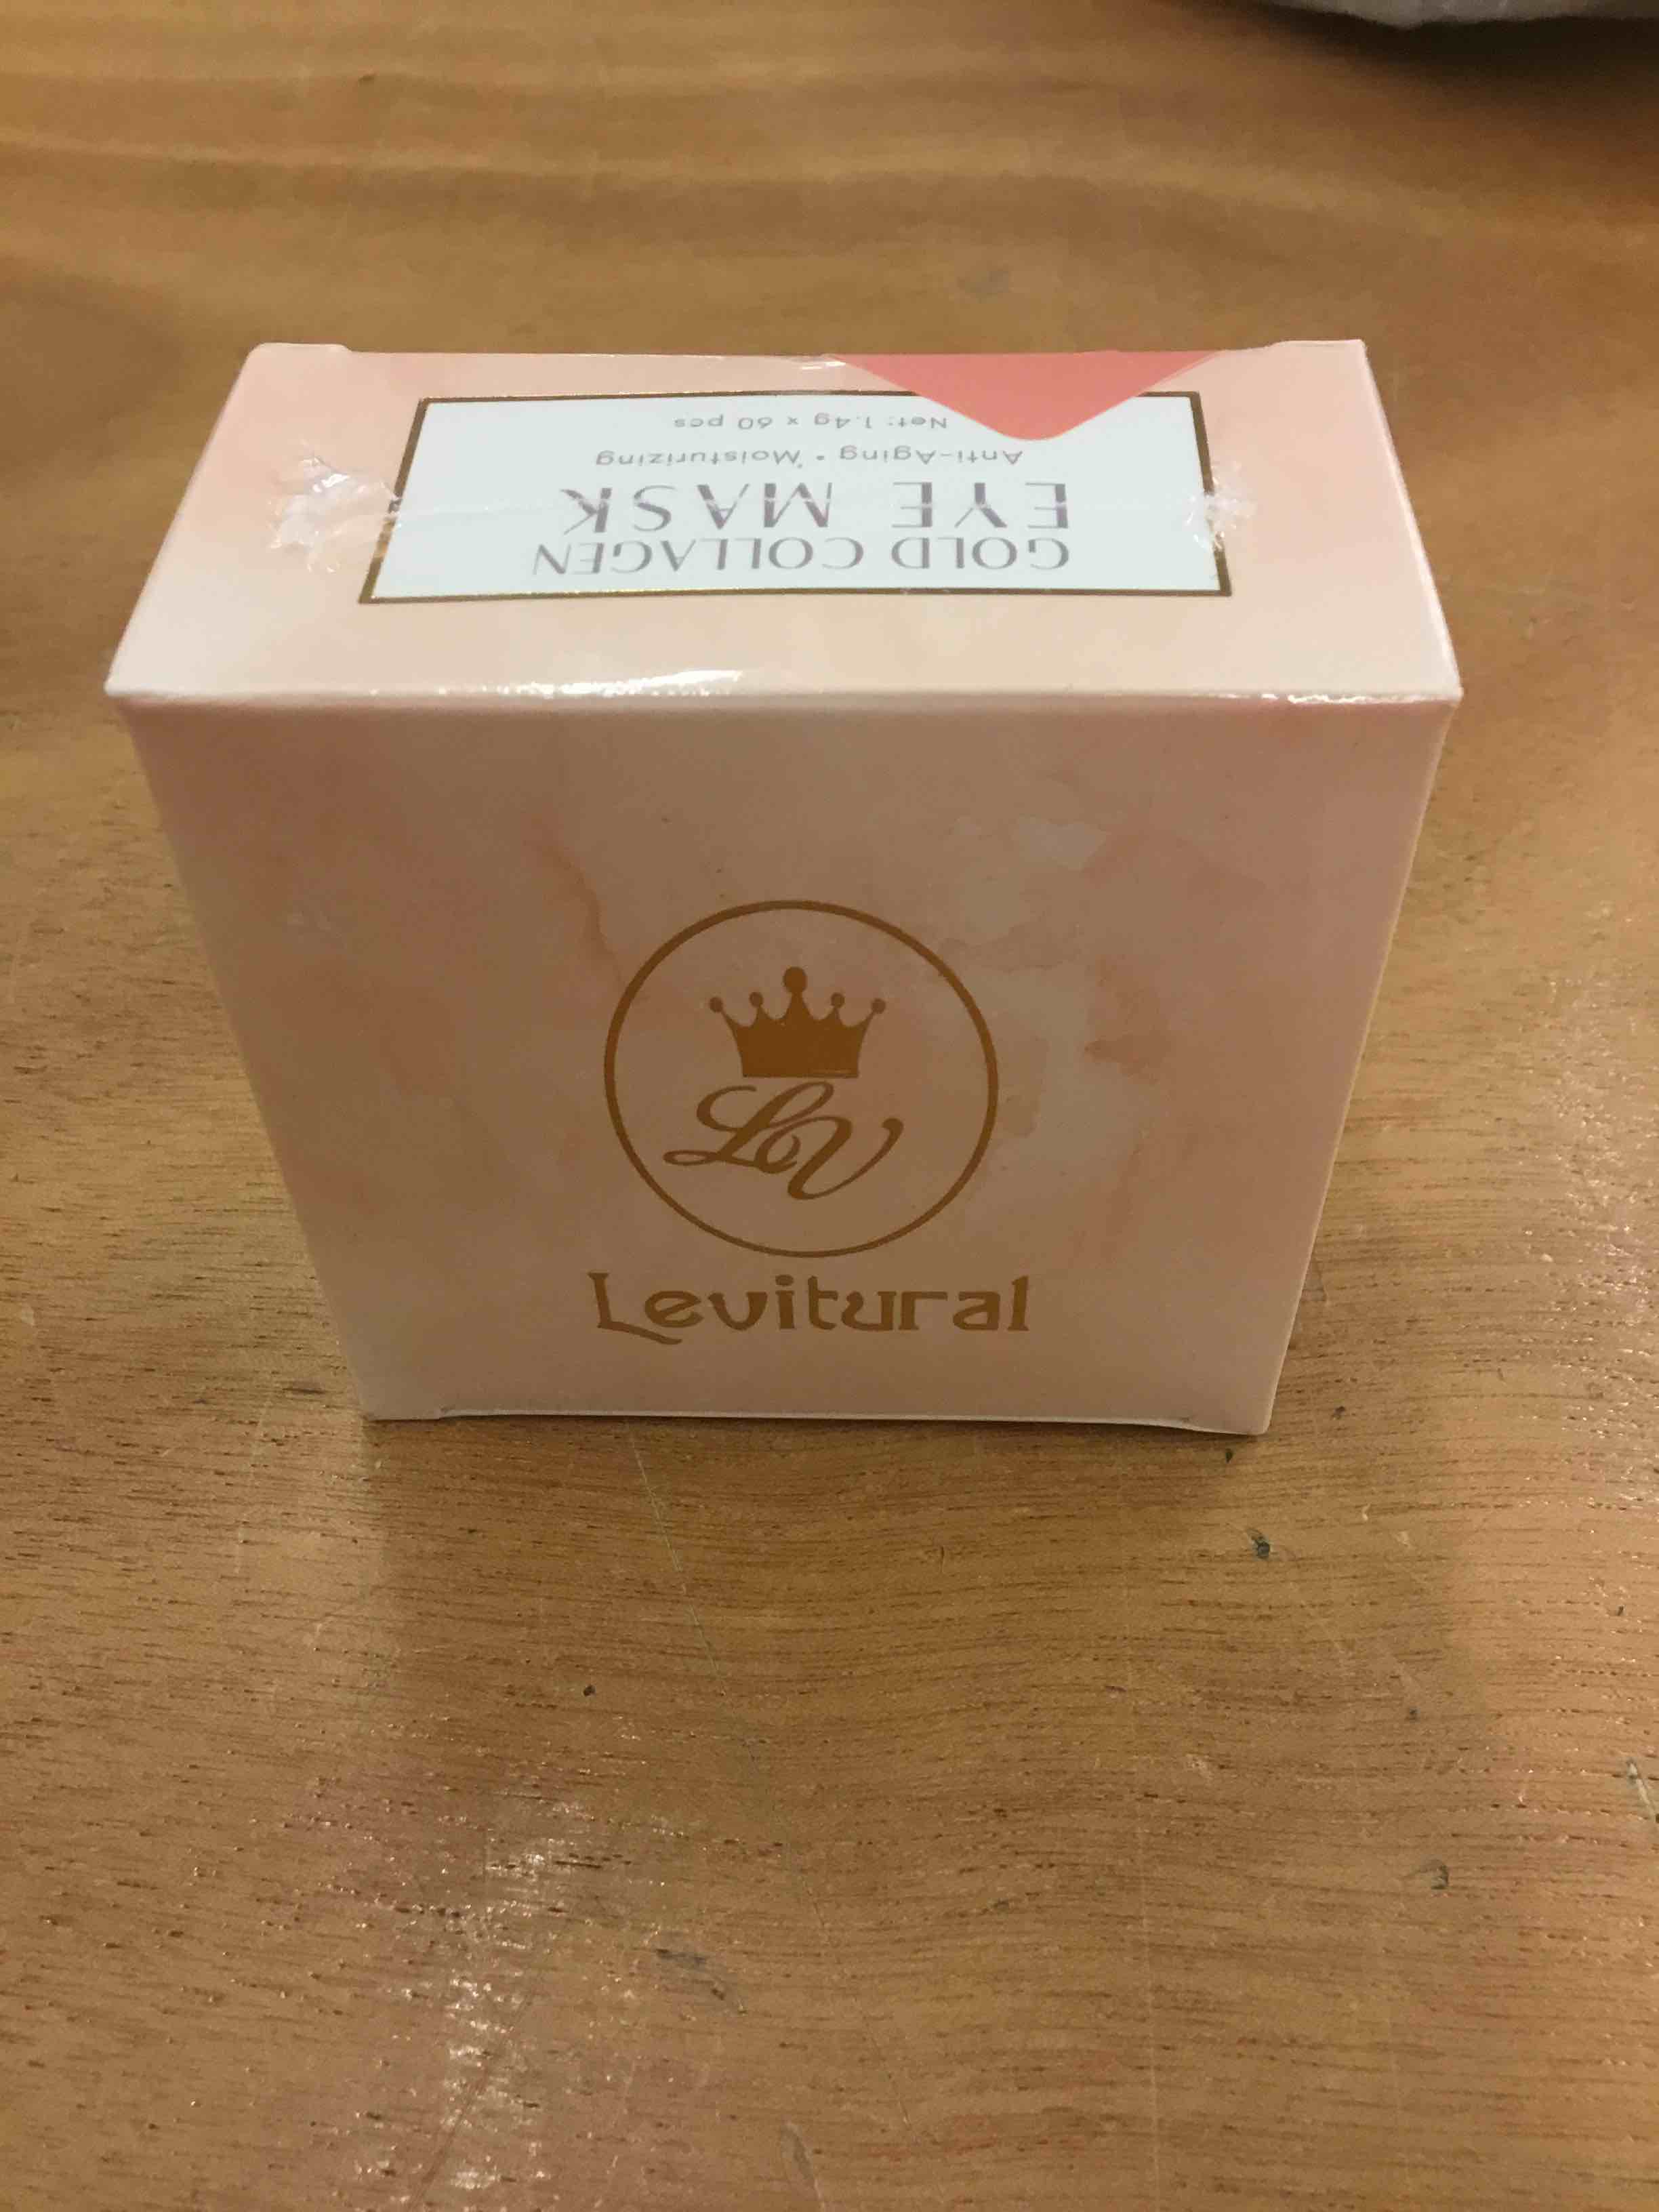 GOLD COLLAGEN
EYE MASK
Anti-Aging • Moisturizing
Net: 1.4g x 60 pcs
LV
Levitural